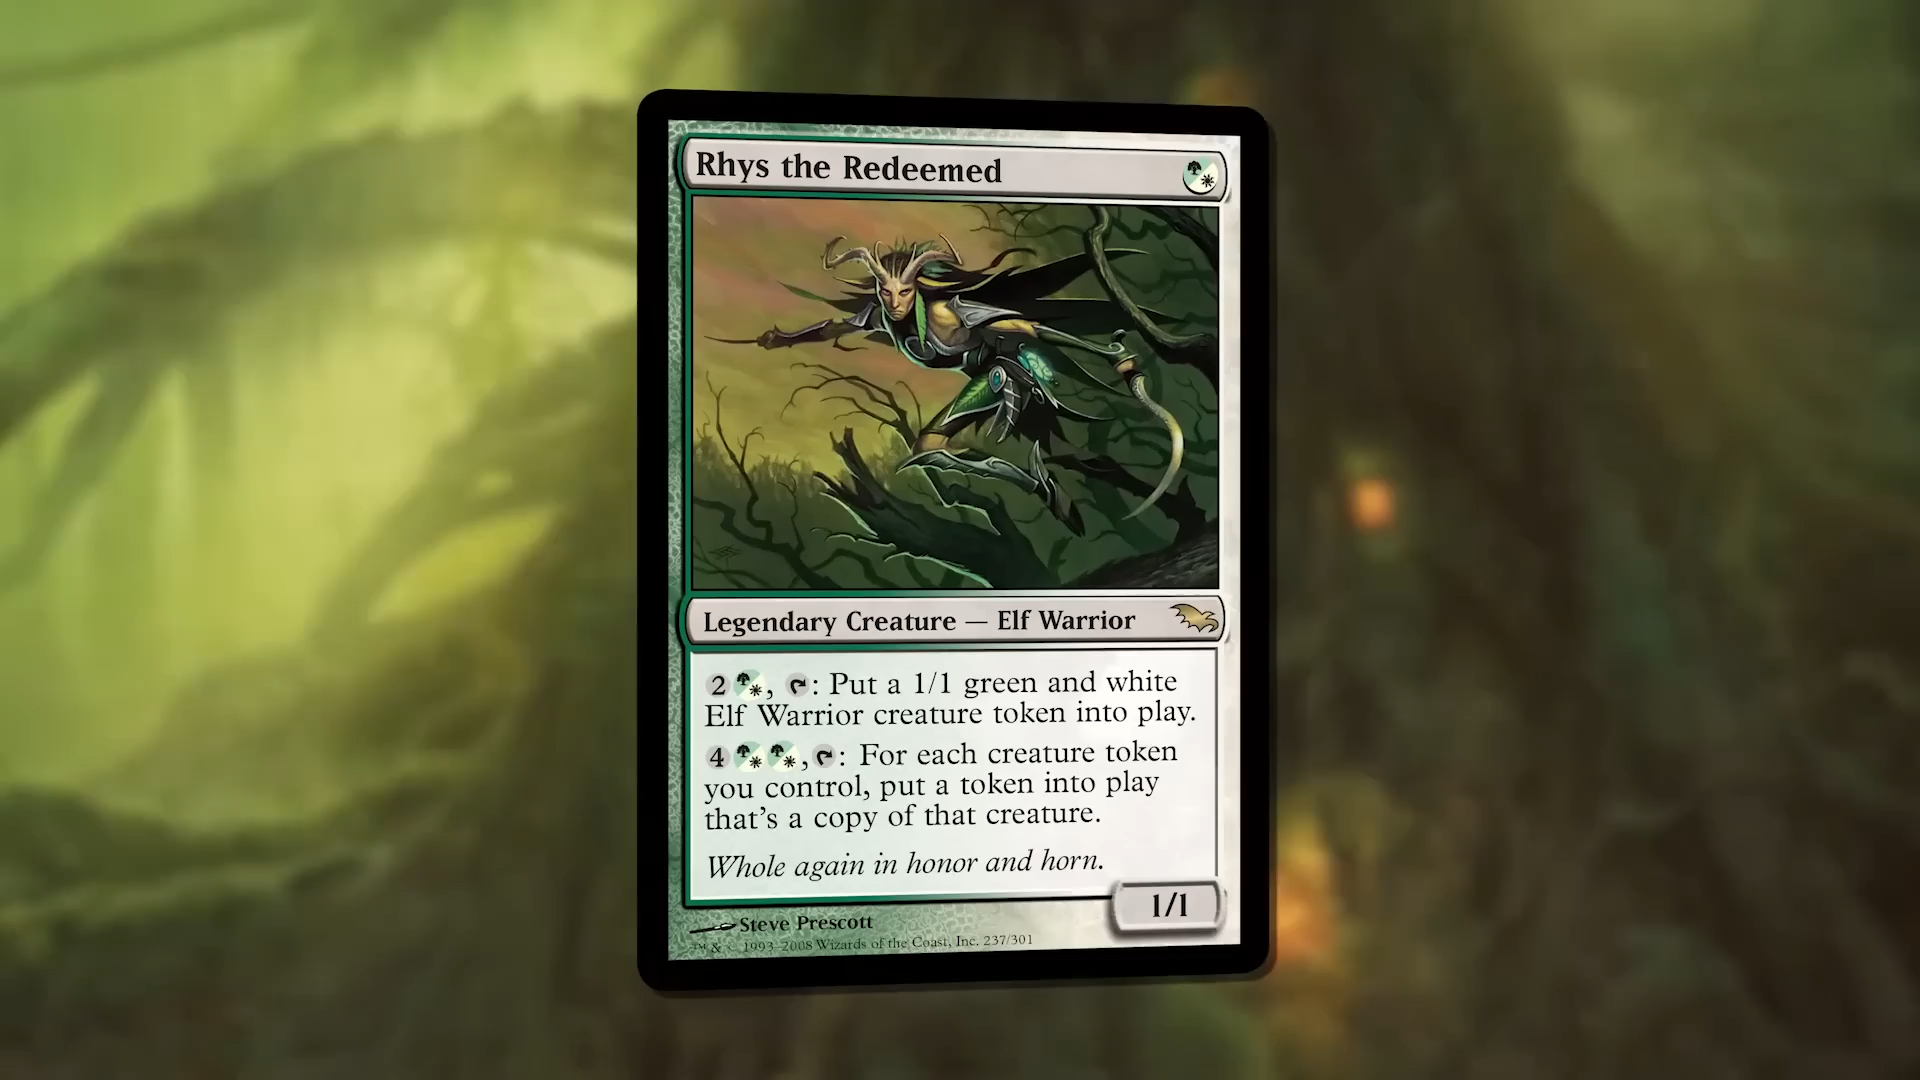 Rhys the Redeemed
Legendary Creature — Elf Warrior
2 , : Put a 1/1 green and white
Elf Warrior creature token into play.
4 , : For each creature token
you control, put a token into play
that's a copy of that creature.
Whole again in honor and horn.
1/1
Steve Prescott
™ & © 1993–2008 Wizards of the Coast, Inc. 237/301